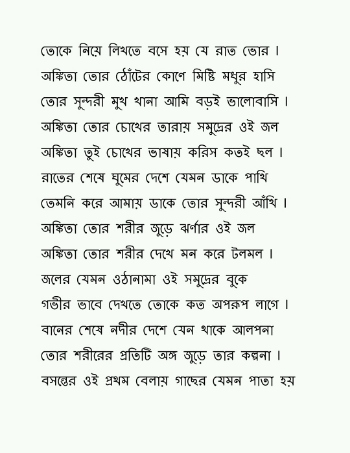 তোকে নিয়ে লিখতে বসে হয় যে রাত ভোর ।
অঙ্কিতা তোর ঠোঁটের কোণে মিষ্টি মধুর হাসি
তোর সুন্দরী মুখ খানা আমি বড়ই ভালোবাসি ।
অঙ্কিতা তোর চোখের তারায় সমুদ্রের ওই জল
অঙ্কিতা তুই চোখের ভাষায় করিস কতই ছল ।
রাতের শেষে ঘুমের দেশে যেমন ডাকে পাখি
তেমনি করে আমায় ডাকে তোর সুন্দরী আঁখি ।
অঙ্কিতা তোর শরীর জুড়ে ঝর্ণার ওই জল
অঙ্কিতা তোর শরীর দেখে মন করে টলমল ।
জলের যেমন ওঠানামা ওই সমুদ্রের বুকে
গভীর ভাবে দেখতে তোকে কত অপরূপ লাগে ।
বানের শেষে নদীর দেশে যেন থাকে আলপনা
তোর শরীরের প্রতিটি অঙ্গ জুড়ে তার কল্পনা ।
বসন্তের ওই প্রথম বেলায় গাছের যেমন পাতা হয়